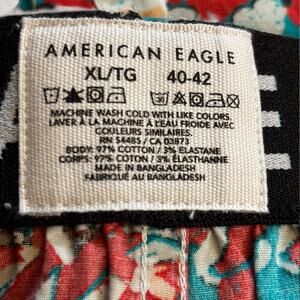 AMERICAN EAGLE
XL/TG 40-42
30
MACHINE WASH COLD WITH LIKE COLORS.
LAVER À LA MACHINE À L'EAU FROIDE AVEC
COULEURS SIMILAIRES.
RN 54485 / CA 03873
BODY: 97% COTTON / 3% ELASTANE
CORPS: 97% COTON / 3% ÉLASTHANNE
MADE IN BANGLADESH
FABRIQUÉ AU BANGLADESH